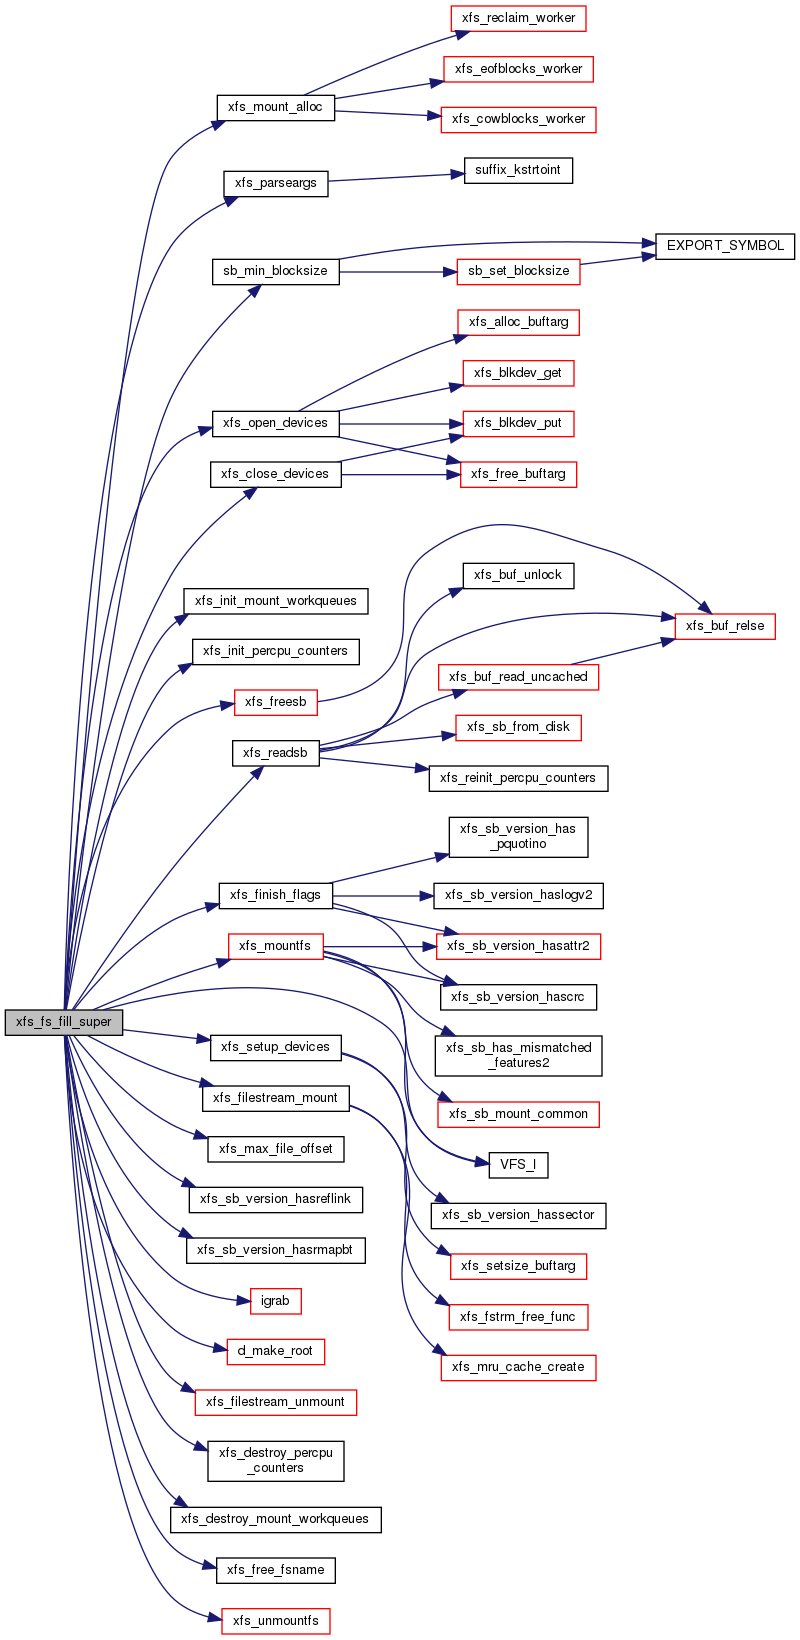 xfs_reclaim_worker
xfs_eofblocks_worker
xfs_mount_alloc
xfs_cowblocks_worker
suffix_kstrtoint
xfs_parseargs
EXPORT_SYMBOL
sb_min_blocksize
sb_set_blocksize
xfs_alloc_buftarg
xfs_blkdev_get
xfs_open_devices
xfs_blkdev_put
xfs_close_devices
xfs_free_buftarg
xfs_buf_unlock
xfs_init_mount_workqueues
xfs_buf_relse
xfs_init_percpu_counters
xfs_buf_read_uncached
xfs_freesb
xfs_sb_from_disk
xfs_readsb
xfs_reinit_percpu_counters
xfs_sb_version_has
_pquotino
xfs_finish_flags
xfs_sb_version_haslogv2
xfs_mountfs
xfs_sb_version_hasattr2
xfs_sb_version_hascrc
xfs_fs_fill_super
xfs_setup_devices
xfs_sb_has_mismatched
_features2
xfs_filestream_mount
xfs_sb_mount_common
xfs_max_file_offset
VFS_I
xfs_sb_version_hasreflink
xfs_sb_version_hassector
xfs_sb_version_hasrmapbt
xfs_setsize_buftarg
igrab
xfs_fstrm_free_func
d_make_root
xfs_mru_cache_create
xfs_filestream_unmount
xfs_destroy_percpu
_counters
xfs_destroy_mount_workqueues
xfs_free_fsname
xfs_unmountfs